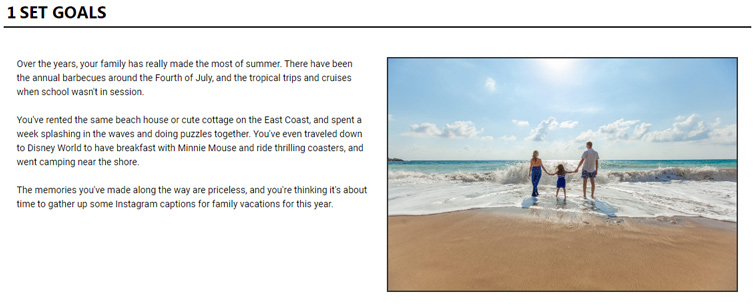 1 SET GOALS
Over the years, your family has really made the most of summer. There have been
the annual barbecues around the Fourth of July, and the tropical trips and cruises
when school wasn't in session.
You've rented the same beach house or cute cottage on the East Coast, and spent a
week splashing in the waves and doing puzzles together. You've even traveled down
to Disney World to have breakfast with Minnie Mouse and ride thrilling coasters, and
went camping near the shore.
The memories you've made along the way are priceless, and you're thinking it's about
time to gather up some Instagram captions for family vacations for this year.